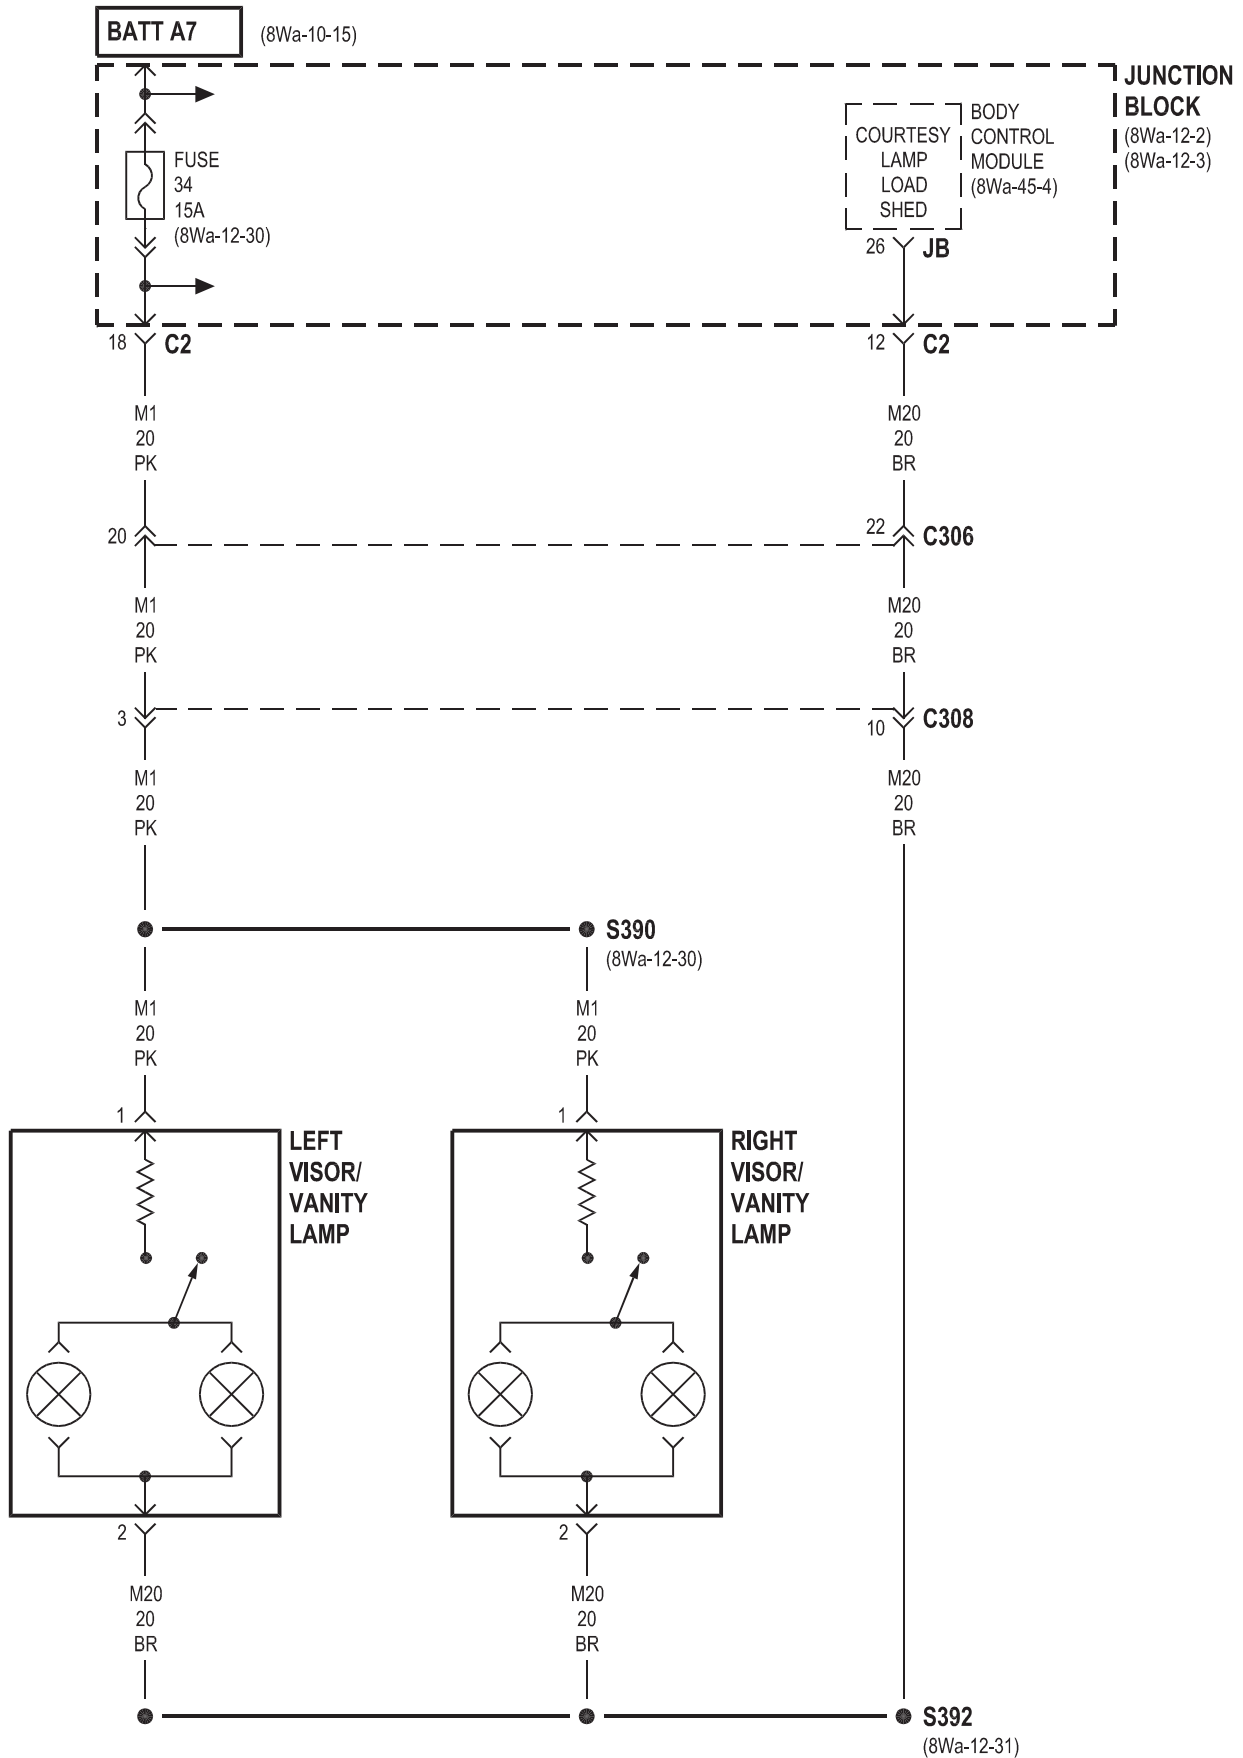 BATT A7
(8Wa-10-15)
JUNCTION
BLOCK
(8Wa-12-2)
(8Wa-12-3)
FUSE
34
15A
(8Wa-12-30)
COURTESY
LAMP
LOAD
SHED
BODY
CONTROL
MODULE
(8Wa-45-4)
26 JB
18 C2
12 C2
M1
20
PK
M20
20
BR
20
22 C306
M1
20
PK
M20
20
BR
3
10 C308
M1
20
PK
M20
20
BR
S390
(8Wa-12-30)
M1
20
PK
M1
20
PK
1
LEFT
VISOR/
VANITY
LAMP
1
RIGHT
VISOR/
VANITY
LAMP
2
2
M20
20
BR
M20
20
BR
S392
(8Wa-12-31)